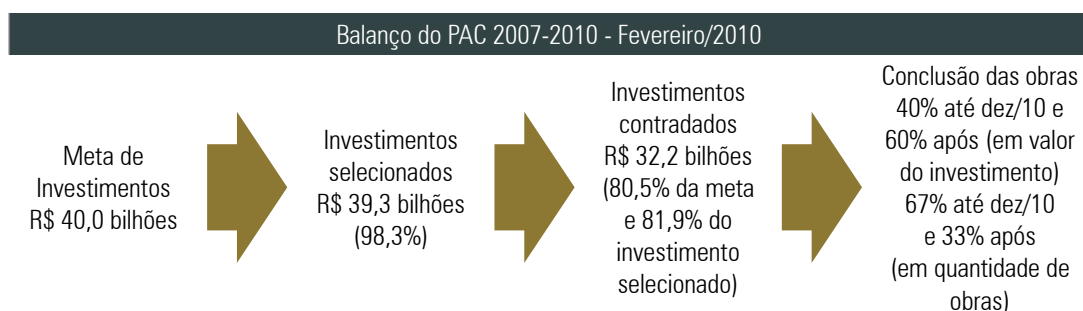 Balanço do PAC 2007-2010 - Fevereiro/2010
Meta de
Investimentos
R$ 40,0 bilhões
Investimentos
selecionados
R$ 39,3 bilhões
(98,3%)
Investimentos
contradados
R$ 32,2 bilhões
(80,5% da meta
e 81,9% do
investimento
selecionado)
Conclusão das obras
40% até dez/10 e
60% após (em valor
do investimento)
67% até dez/10
e 33% após
(em quantidade de
obras)